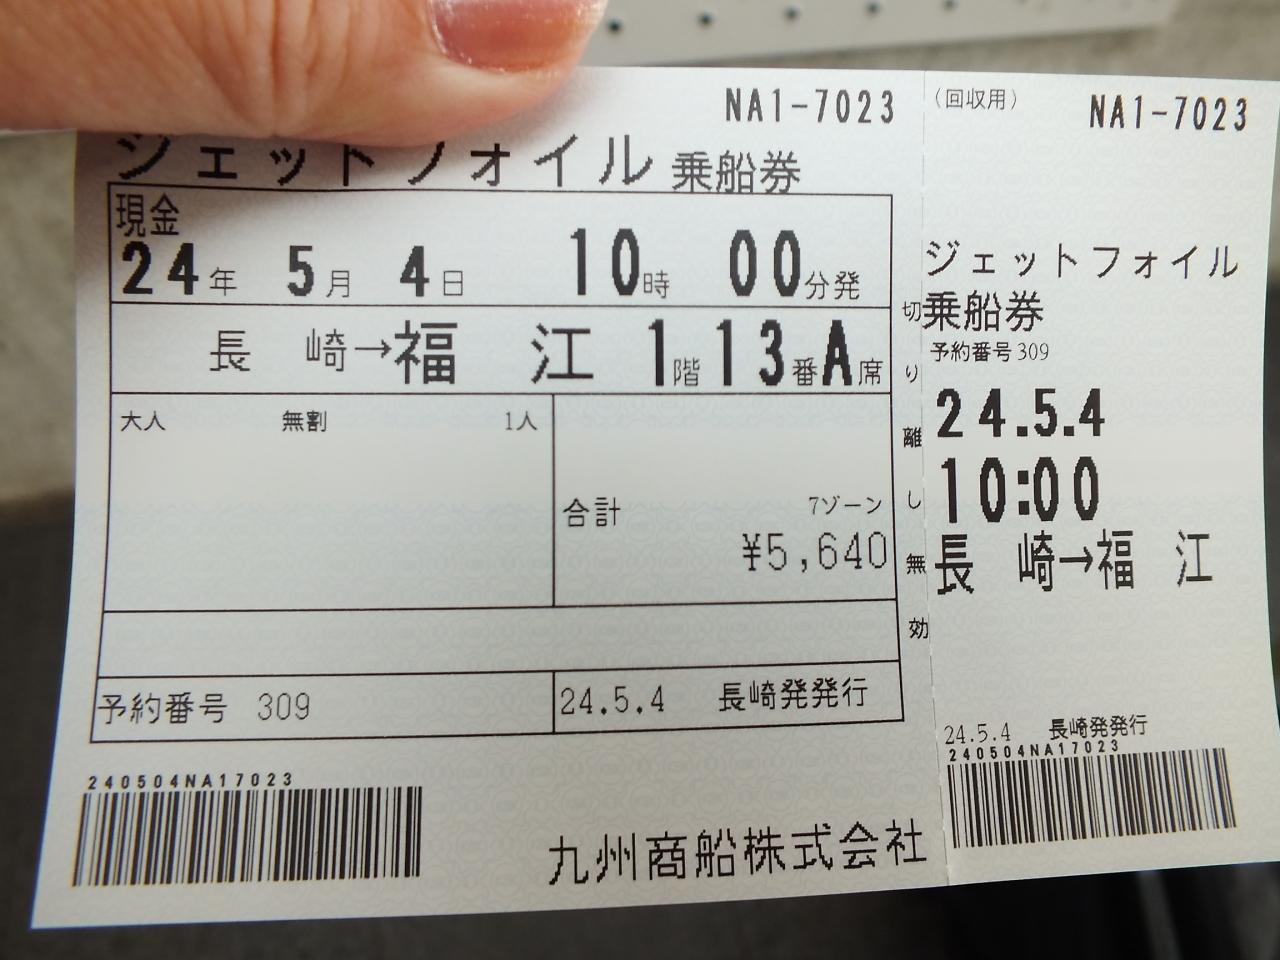 NA1-7023
ジェットフォイル 乗船券
現金
24年 5月 4日 10時 00分発
長 崎→福 江 1階13番A席
大人 無割 1人
合計 7ゾーン
¥5,640
予約番号 309
24.5.4 長崎発発行
240504NA17023
九州商船株式会社
切り離し無効
(回収用) NA1-7023
ジェットフォイル
乗船券
予約番号309
24.5.4
10:00
長 崎→福 江
24.5.4 長崎発発行
240504NA17023